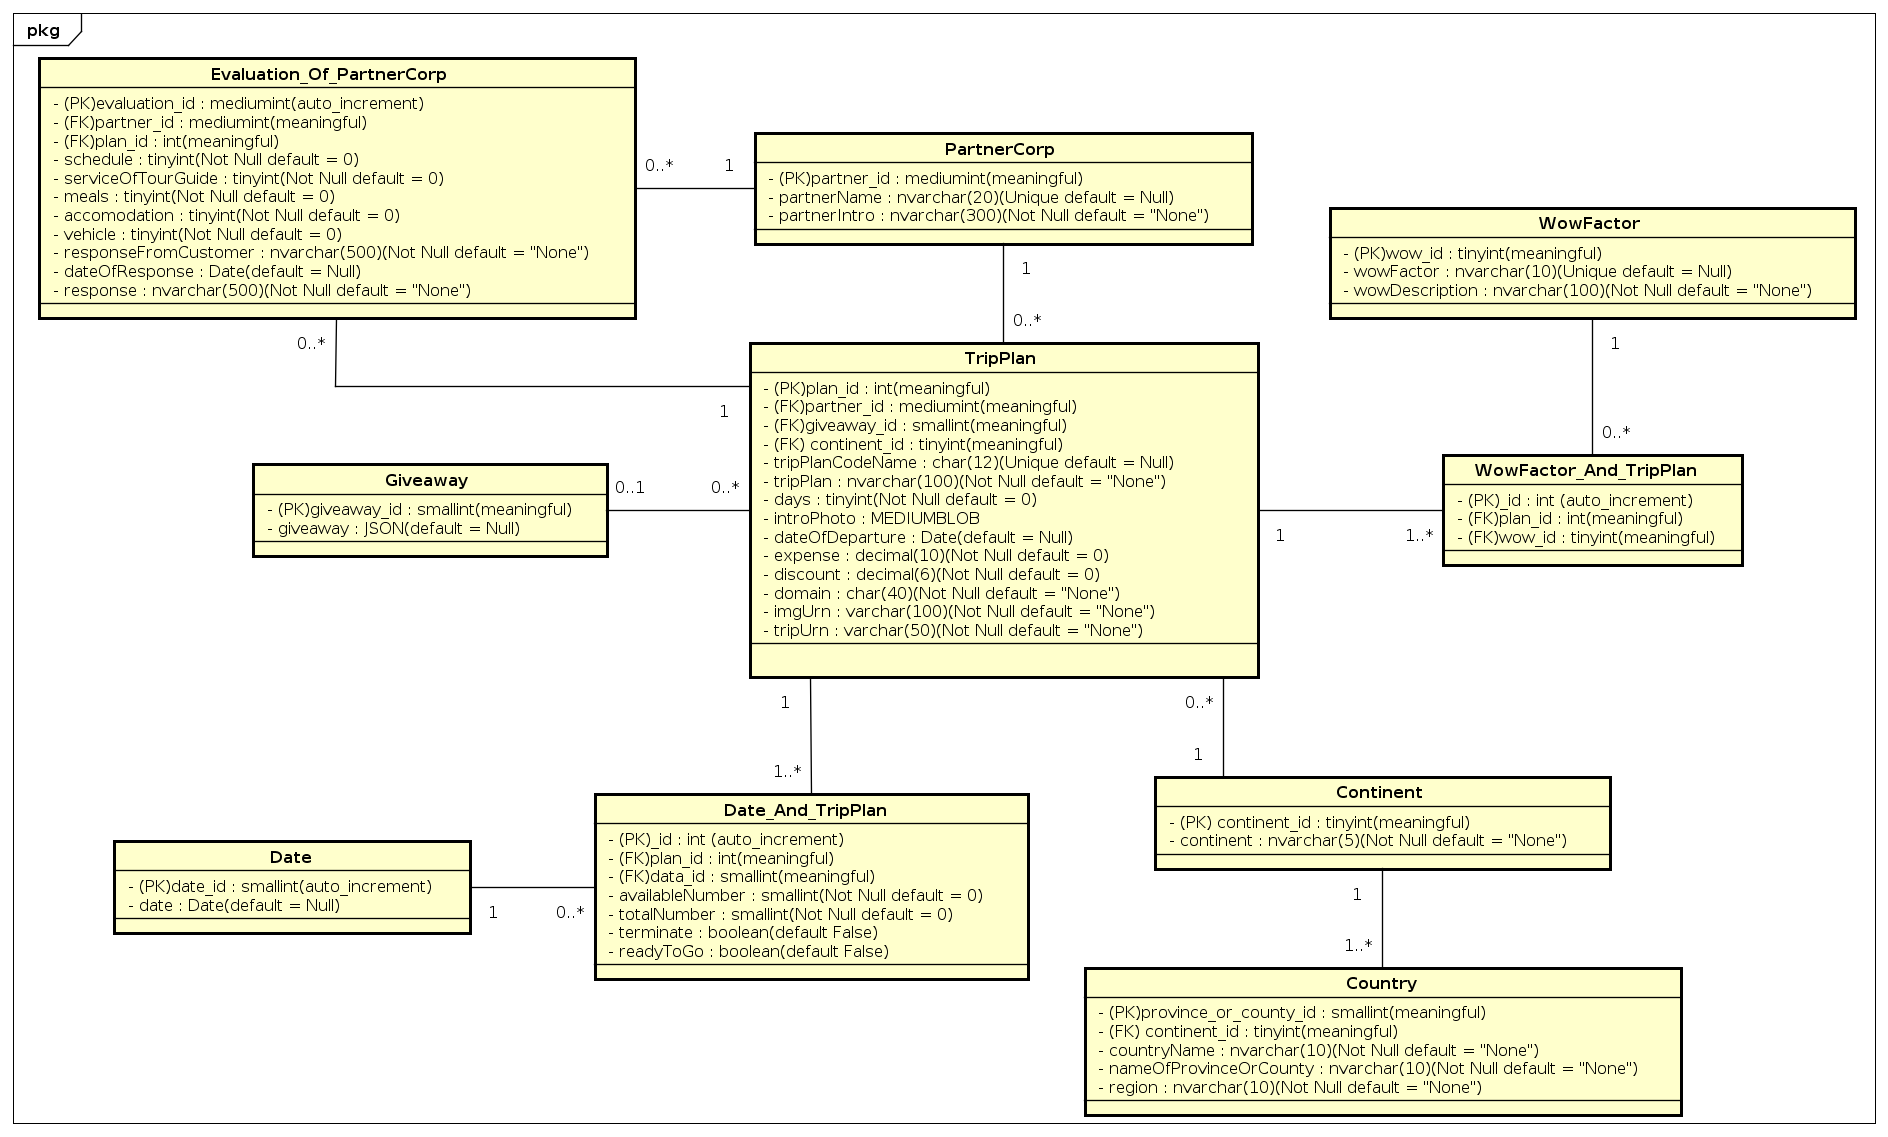 pkg
Evaluation_Of_PartnerCorp
- (PK)evaluation_id : mediumint(auto_increment)
- (FK)partner_id : mediumint(meaningful)
- (FK)plan_id : int(meaningful)
- schedule : tinyint(Not Null default = 0)
- serviceOfTourGuide : tinyint(Not Null default = 0)
- meals : tinyint(Not Null default = 0)
- accomodation : tinyint(Not Null default = 0)
- vehicle : tinyint(Not Null default = 0)
- responseFromCustomer : nvarchar(500)(Not Null default = "None")
- dateOfResponse : Date(default = Null)
- response : nvarchar(500)(Not Null default = "None")
0..* 1
PartnerCorp
- (PK)partner_id : mediumint(meaningful)
- partnerName : nvarchar(20)(Unique default = Null)
- partnerIntro : nvarchar(300)(Not Null default = "None")
WowFactor
- (PK)wow_id : tinyint(meaningful)
- wowFactor : nvarchar(10)(Unique default = Null)
- wowDescription : nvarchar(100)(Not Null default = "None")
1
0..*
0..*
1
1
0..*
TripPlan
- (PK)plan_id : int(meaningful)
- (FK)partner_id : mediumint(meaningful)
- (FK)giveaway_id : smallint(meaningful)
- (FK) continent_id : tinyint(meaningful)
- tripPlanCodeName : char(12)(Unique default = Null)
- tripPlan : nvarchar(100)(Not Null default = "None")
- days : tinyint(Not Null default = 0)
- introPhoto : MEDIUMBLOB
- dateOfDeparture : Date(default = Null)
- expense : decimal(10)(Not Null default = 0)
- discount : decimal(6)(Not Null default = 0)
- domain : char(40)(Not Null default = "None")
- imgUrn : varchar(100)(Not Null default = "None")
- tripUrn : varchar(50)(Not Null default = "None")
Giveaway
- (PK)giveaway_id : smallint(meaningful)
- giveaway : JSON(default = Null)
0..1 0..*
WowFactor_And_TripPlan
- (PK)_id : int (auto_increment)
- (FK)plan_id : int(meaningful)
- (FK)wow_id : tinyint(meaningful)
1 1..*
1
1..*
0..*
1
Date_And_TripPlan
- (PK)_id : int (auto_increment)
- (FK)plan_id : int(meaningful)
- (FK)data_id : smallint(meaningful)
- availableNumber : smallint(Not Null default = 0)
- totalNumber : smallint(Not Null default = 0)
- terminate : boolean(default False)
- readyToGo : boolean(default False)
Date
- (PK)date_id : smallint(auto_increment)
- date : Date(default = Null)
1 0..*
Continent
- (PK) continent_id : tinyint(meaningful)
- continent : nvarchar(5)(Not Null default = "None")
1
1..*
Country
- (PK)province_or_county_id : smallint(meaningful)
- (FK) continent_id : tinyint(meaningful)
- countryName : nvarchar(10)(Not Null default = "None")
- nameOfProvinceOrCounty : nvarchar(10)(Not Null default = "None")
- region : nvarchar(10)(Not Null default = "None")